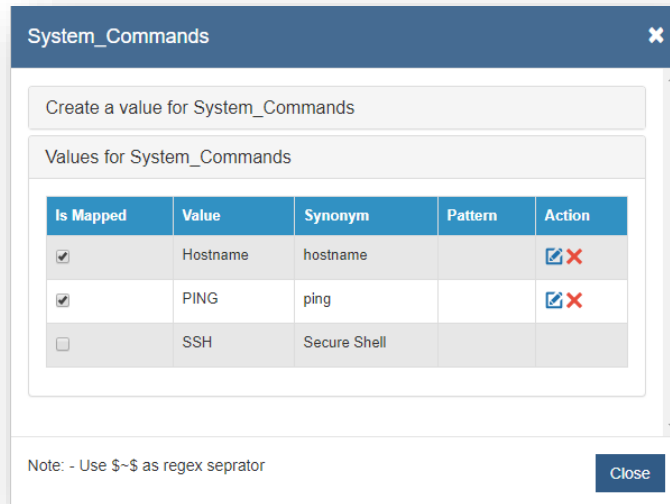 System_Commands
Create a value for System_Commands
Values for System_Commands
Is Mapped Value Synonym Pattern Action
Hostname hostname
PING ping
SSH Secure Shell
Note: - Use $~$ as regex seprator
Close